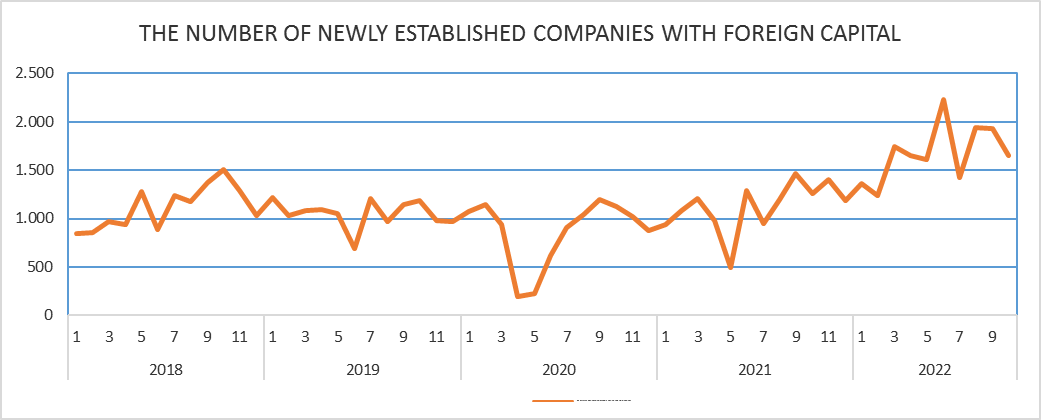 THE NUMBER OF NEWLY ESTABLISHED COMPANIES WITH FOREIGN CAPITAL
2.500
2.000
1.500
1.000
500
0
1 3 5 7 9 11 1 3 5 7 9 11 1 3 5 7 9 11 1 3 5 7 9 11 1 3 5 7 9
2018 2019 2020 2021 2022